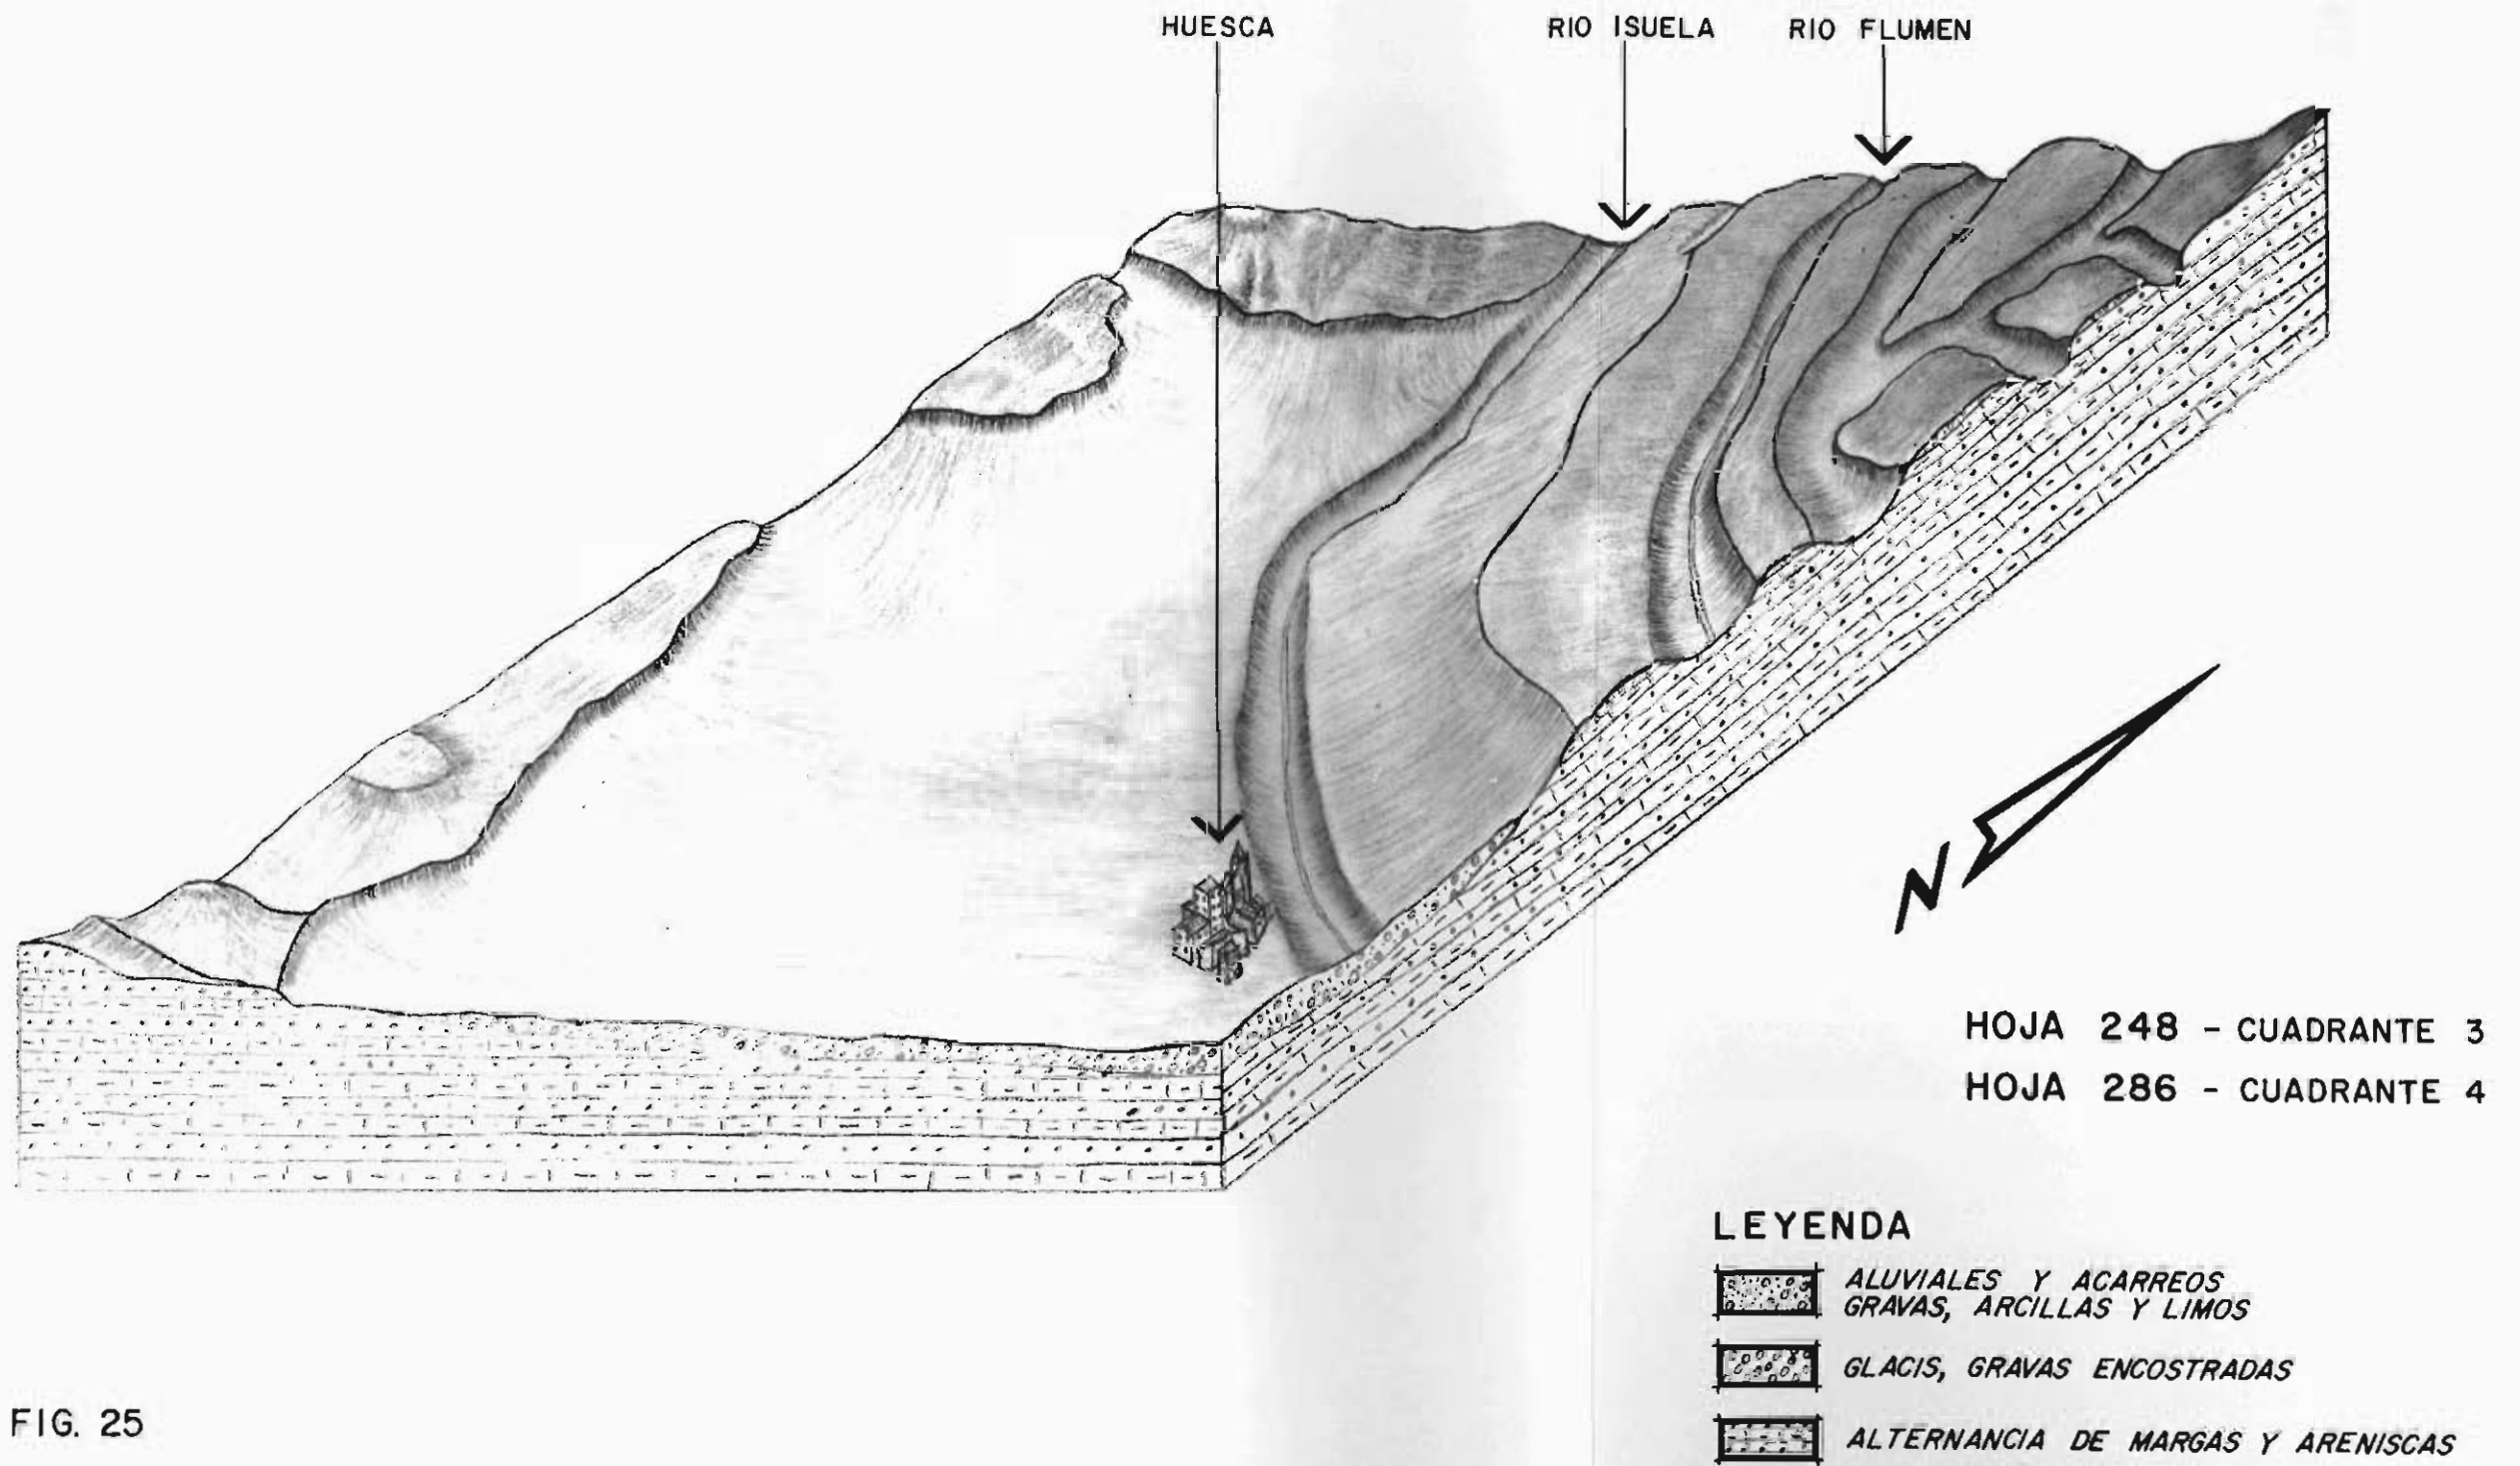 HUESCA
RIO ISUELA
RIO FLUMEN
N
HOJA 248 - CUADRANTE 3
HOJA 286 - CUADRANTE 4
LEYENDA
ALUVIALES Y ACARREOS
GRAVAS, ARCILLAS Y LIMOS
GLACIS, GRAVAS ENCOSTRADAS
ALTERNANCIA DE MARGAS Y ARENISCAS
FIG. 25